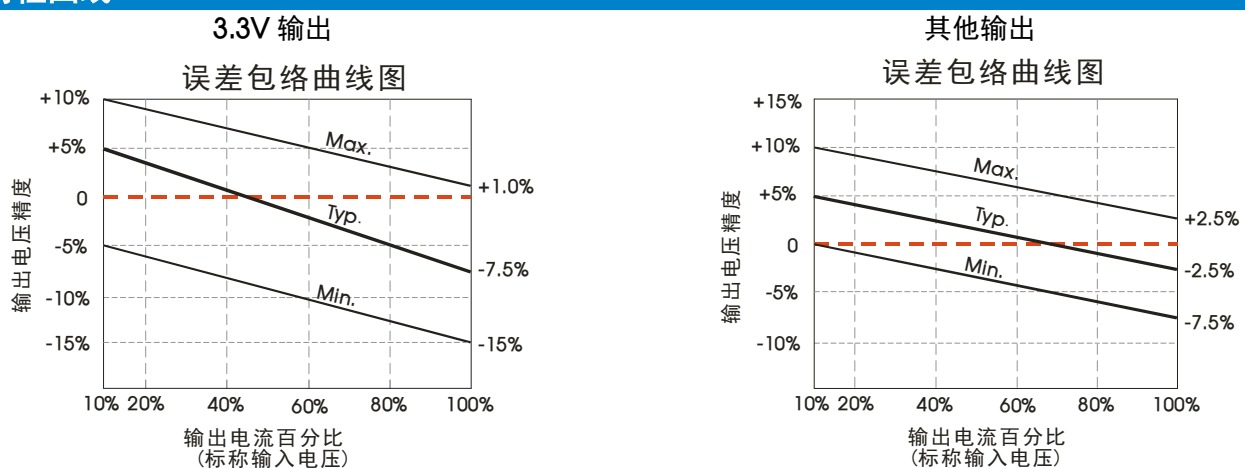 3.3V 输出
误差包络曲线图
+10%
+5%
0
-5%
-10%
-15%
输出电压精度
Max.
Typ.
Min.
+1.0%
-7.5%
-15%
10% 20% 40% 60% 80% 100%
输出电流百分比
(标称输入电压)
其他输出
误差包络曲线图
+15%
+10%
+5%
0
-5%
-10%
输出电压精度
Max.
Typ.
Min.
+2.5%
-2.5%
-7.5%
10% 20% 40% 60% 80% 100%
输出电流百分比
(标称输入电压)